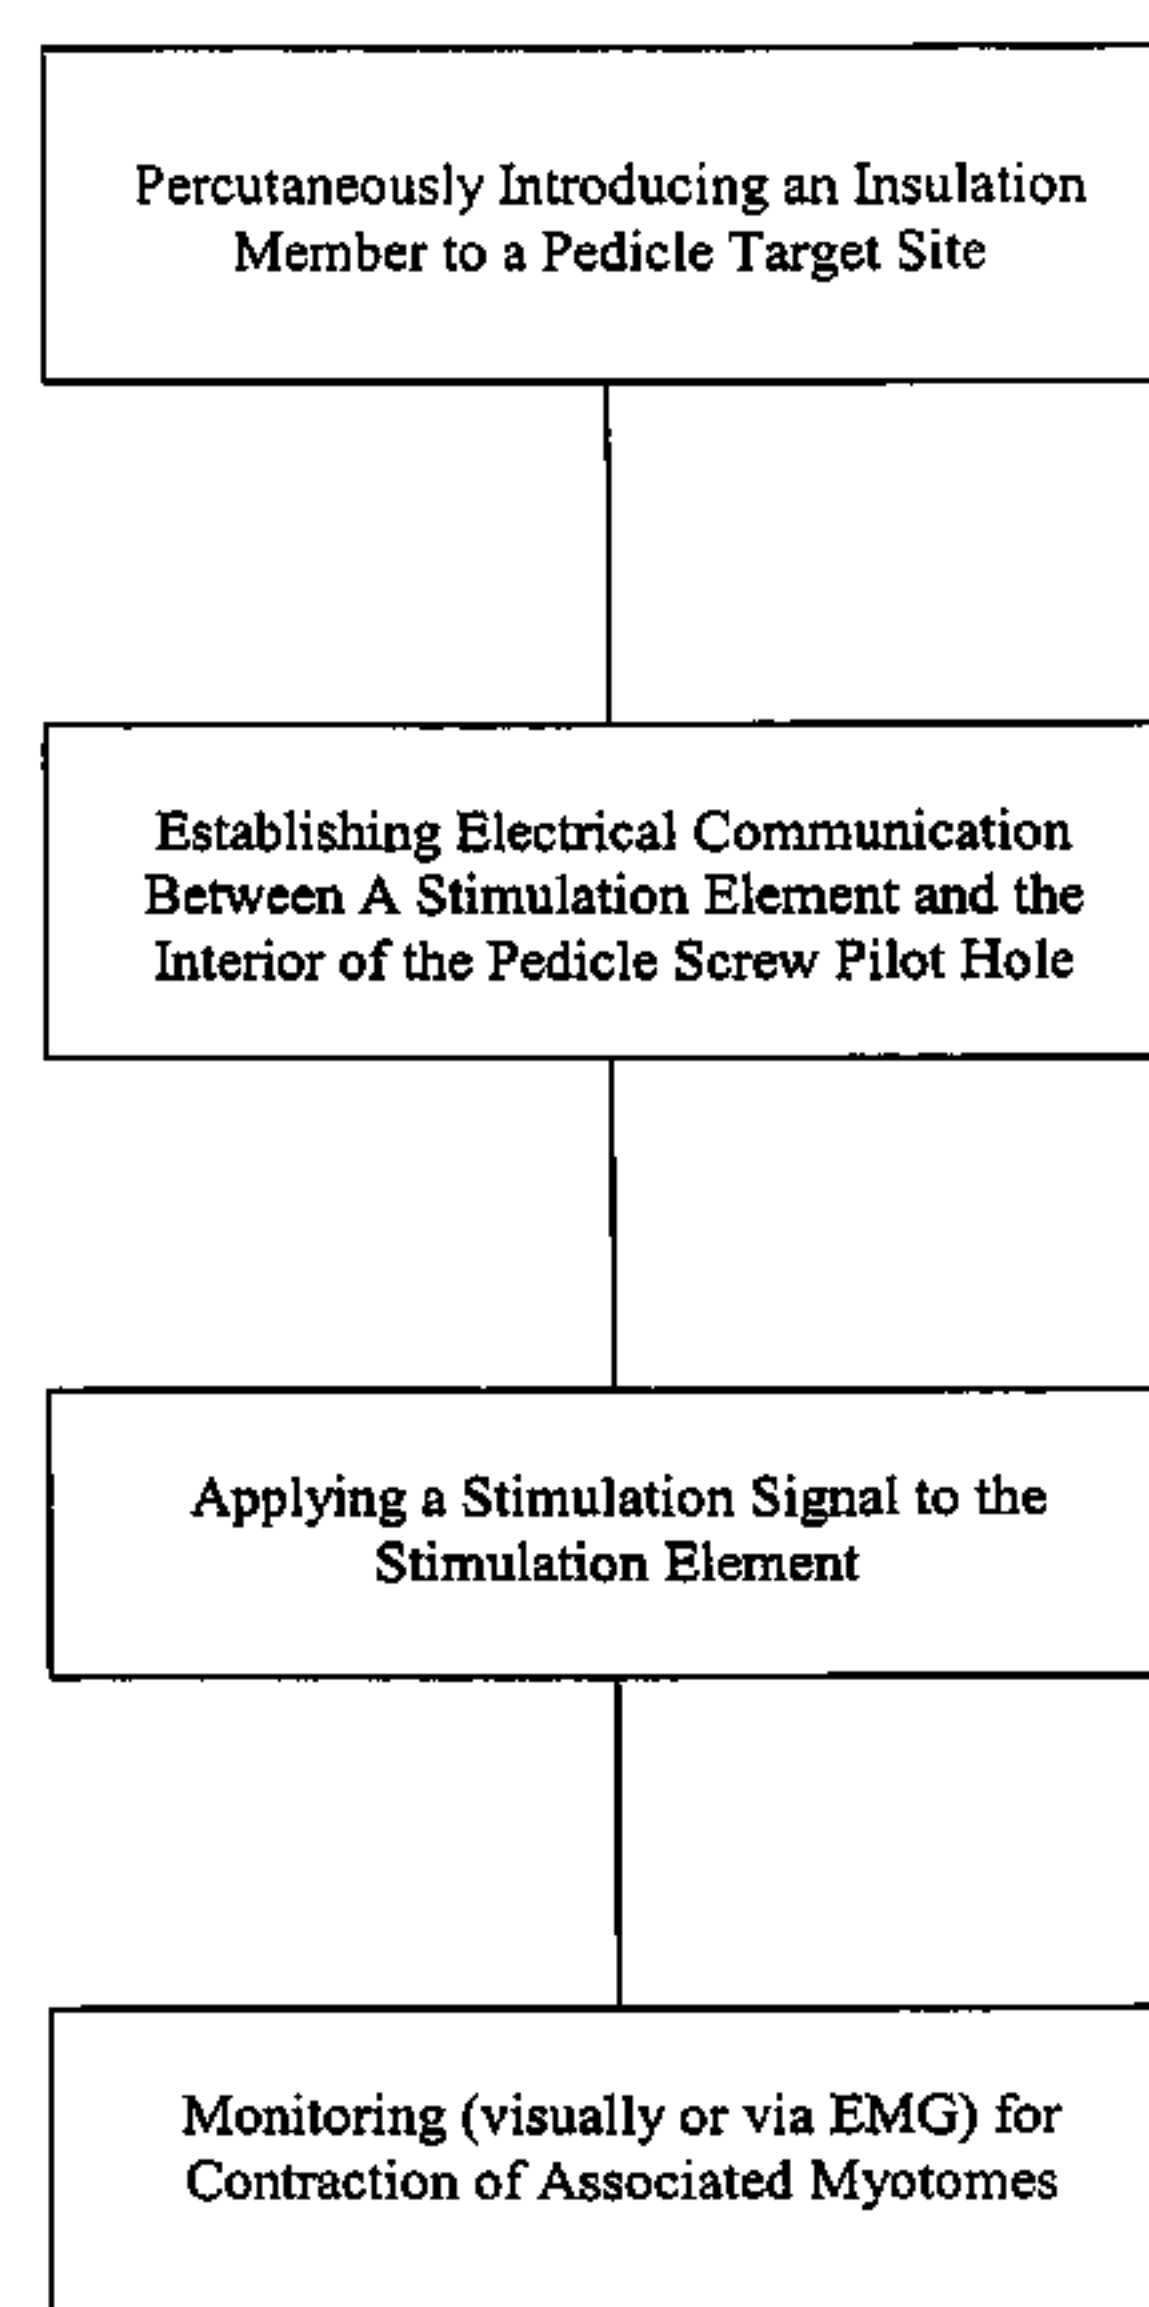 Percutaneously Introducing an Insulation
Member to a Pedicle Target Site
Establishing Electrical Communication
Between A Stimulation Element and the
Interior of the Pedicle Screw Pilot Hole
Applying a Stimulation Signal to the
Stimulation Element
Monitoring (visually or via EMG) for
Contraction of Associated Myotomes